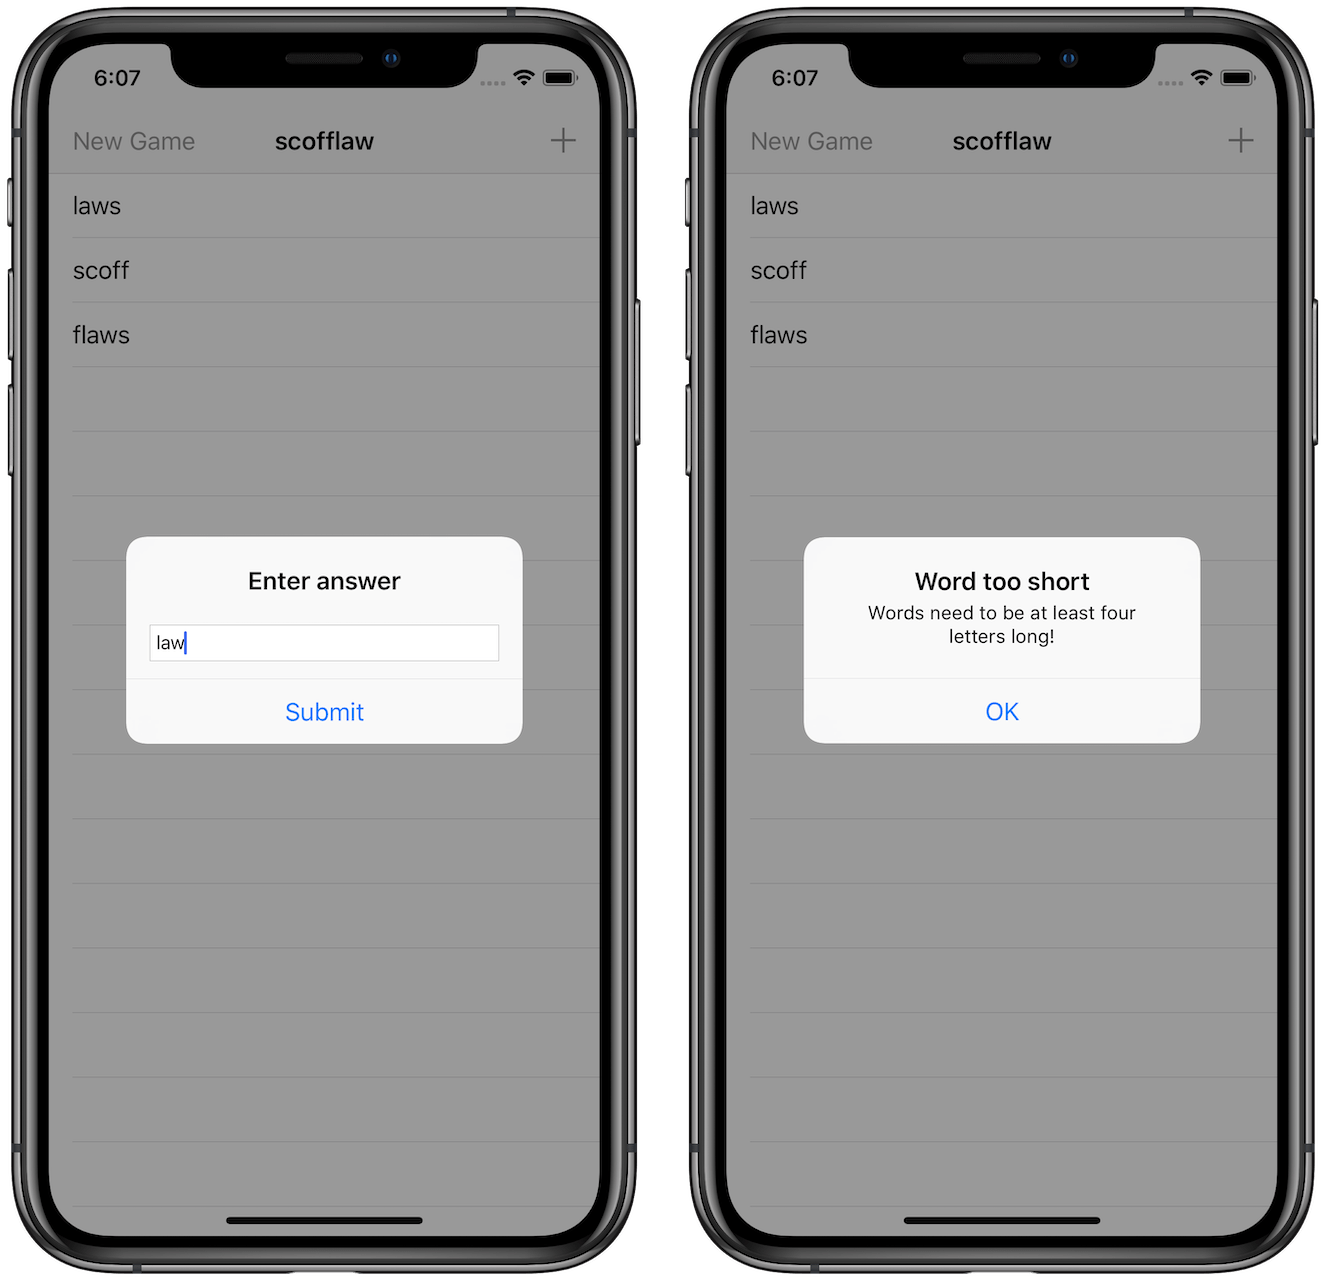 6:07
New Game scofflaw +
laws
scoff
flaws
Enter answer
law
Submit
6:07
New Game scofflaw +
laws
scoff
flaws
Word too short
Words need to be at least four
letters long!
OK